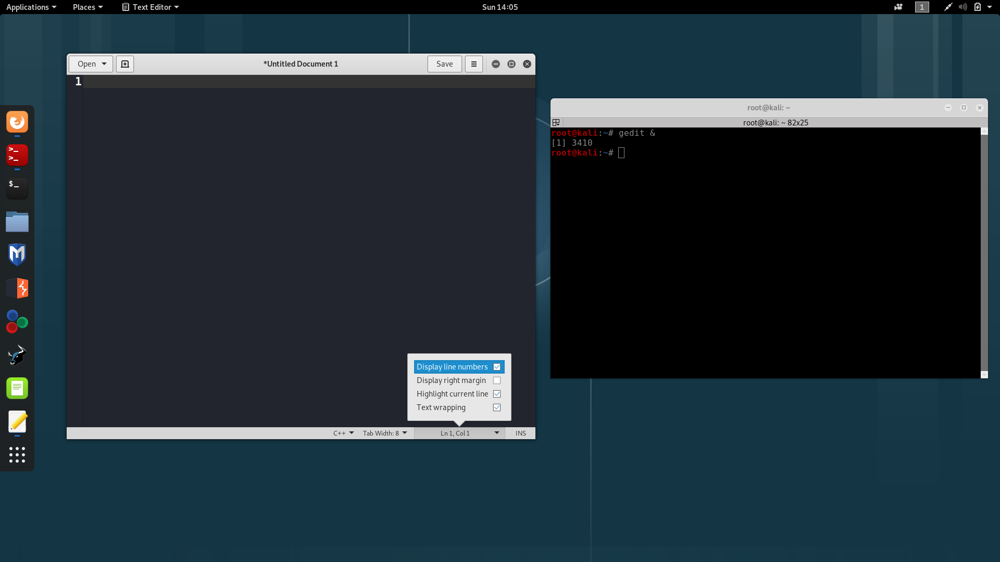 Applications Places Text Editor Sun 14:05 1
Open *Untitled Document 1 Save
1
root@kali: ~
root@kali: ~ 82x25
root@kali:~# gedit &
[1] 3410
root@kali:~#
>_
>_
$_
Display line numbers
Display right margin
Highlight current line
Text wrapping
C++ Tab Width: 8 Ln 1, Col 1 INS